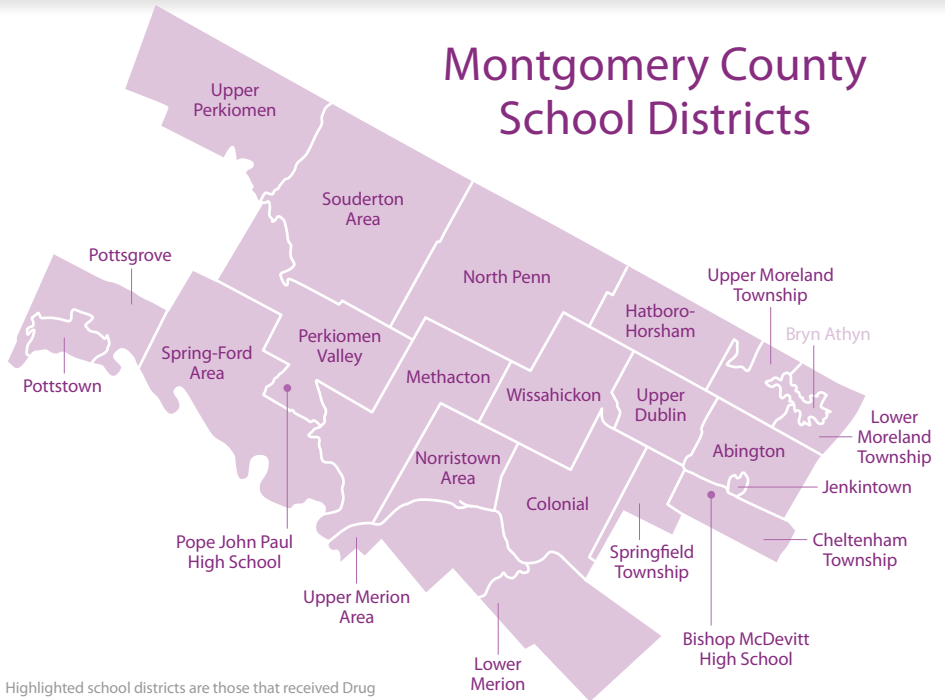 Montgomery County
School Districts
Upper
Perkiomen
Souderton
Area
Pottsgrove
North Penn
Upper Moreland
Township
Hatboro-
Horsham
Bryn Athyn
Perkiomen
Valley
Spring-Ford
Area
Pottstown
Methacton
Wissahickon
Upper
Dublin
Lower
Moreland
Township
Abington
Norristown
Area
Jenkintown
Colonial
Pope John Paul
High School
Springfield
Township
Cheltenham
Township
Upper Merion
Area
Bishop McDevitt
High School
Lower
Merion
Highlighted school districts are those that received Drug